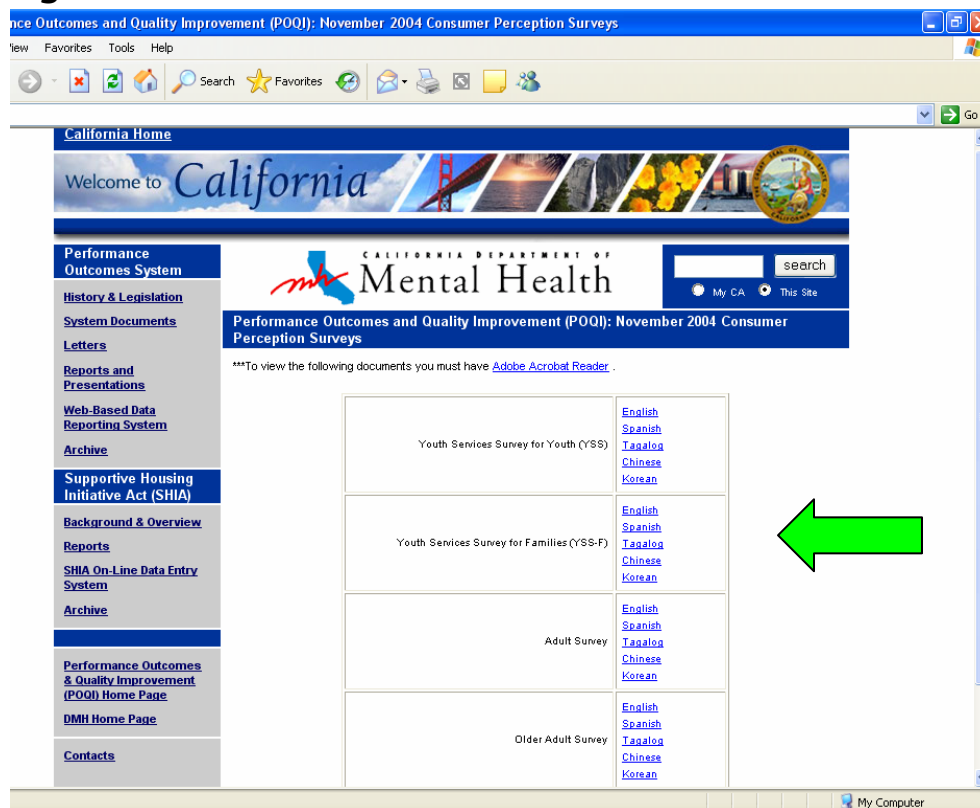 nce Outcomes and Quality Improvement (POQI): November 2004 Consumer Perception Surveys
iew Favorites Tools Help
Search Favorites
Go
California Home
Welcome to California
Performance
Outcomes System
History & Legislation
System Documents
Letters
Reports and
Presentations
Web-Based Data
Reporting System
Archive
Supportive Housing
Initiative Act (SHIA)
Background & Overview
Reports
SHIA On-Line Data Entry
System
Archive
Performance Outcomes
& Quality Improvement
(POQI) Home Page
DMH Home Page
Contacts
mh
CALIFORNIA DEPARTMENT OF
Mental Health
search
My CA This Site
Performance Outcomes and Quality Improvement (POQI): November 2004 Consumer
Perception Surveys
***To view the following documents you must have Adobe Acrobat Reader .
Youth Services Survey for Youth (YSS)
English
Spanish
Tagalog
Chinese
Korean
Youth Services Survey for Families (YSS-F)
English
Spanish
Tagalog
Chinese
Korean
Adult Survey
English
Spanish
Tagalog
Chinese
Korean
Older Adult Survey
English
Spanish
Tagalog
Chinese
Korean
My Computer